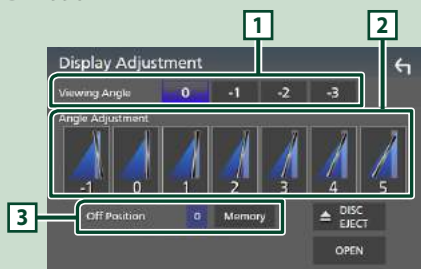 1
2
Display Adjustment
Viewing Angle 0 -1 -2 -3
Angle Adjustment
-1 0 1 2 3 4 5
3
Off Position 0 Memory
DISC
EJECT
OPEN